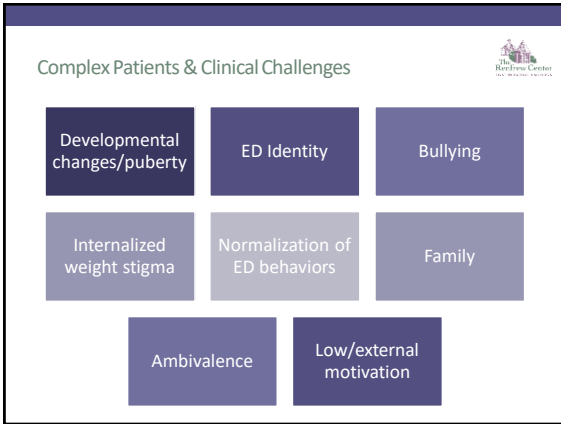 Complex Patients & Clinical Challenges
The
Renfrew Center
Developmental
changes/puberty
ED Identity
Bullying
Internalized
weight stigma
Normalization of
ED behaviors
Family
Ambivalence
Low/external
motivation